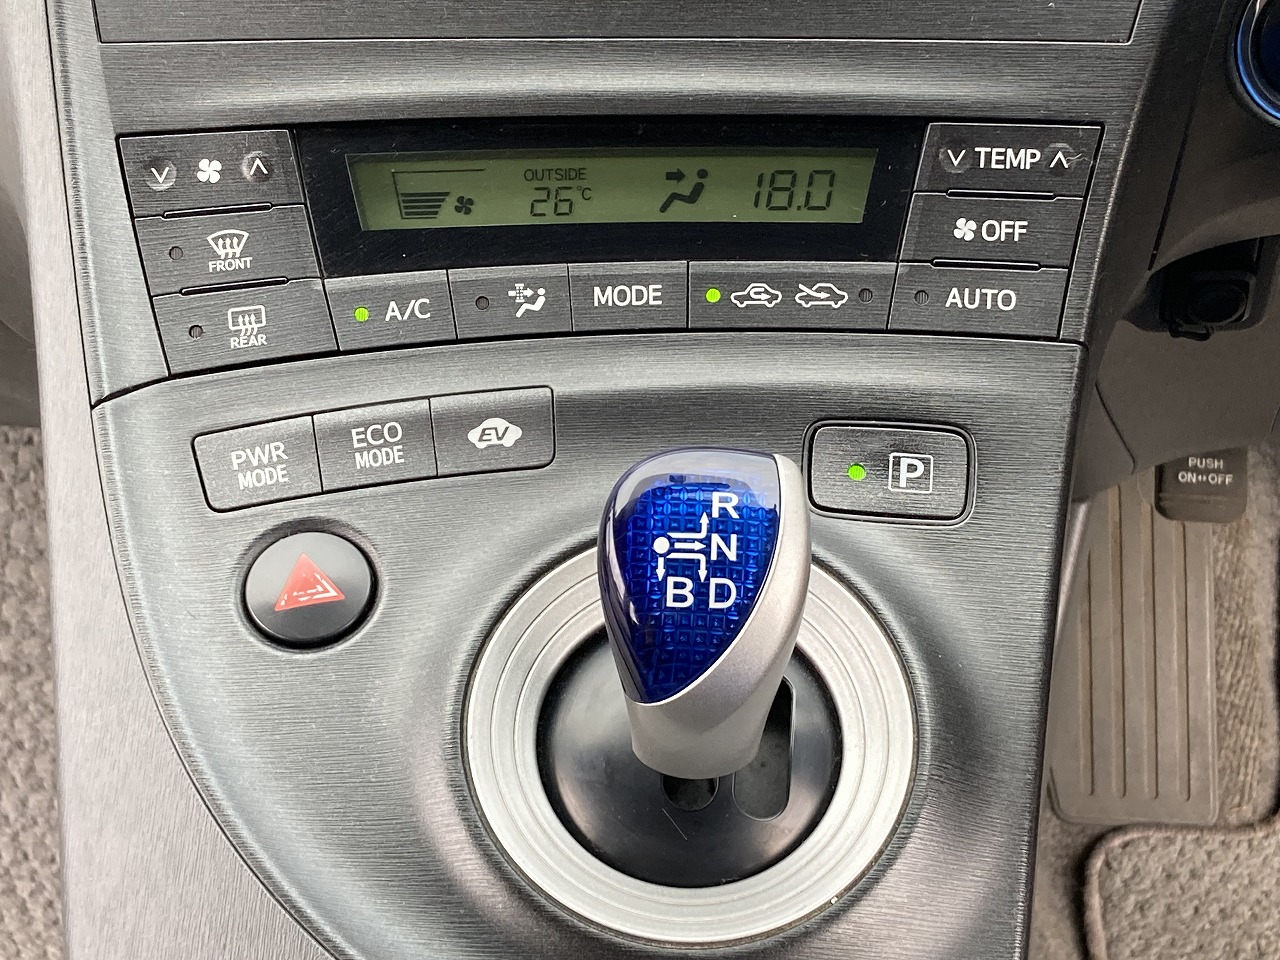 OUTSIDE
26°C
18.0
TEMP
OFF
FRONT
REAR
A/C
MODE
AUTO
PWR
MODE
ECO
MODE
EV
P
R
N
B D
PUSH
ON↔OFF